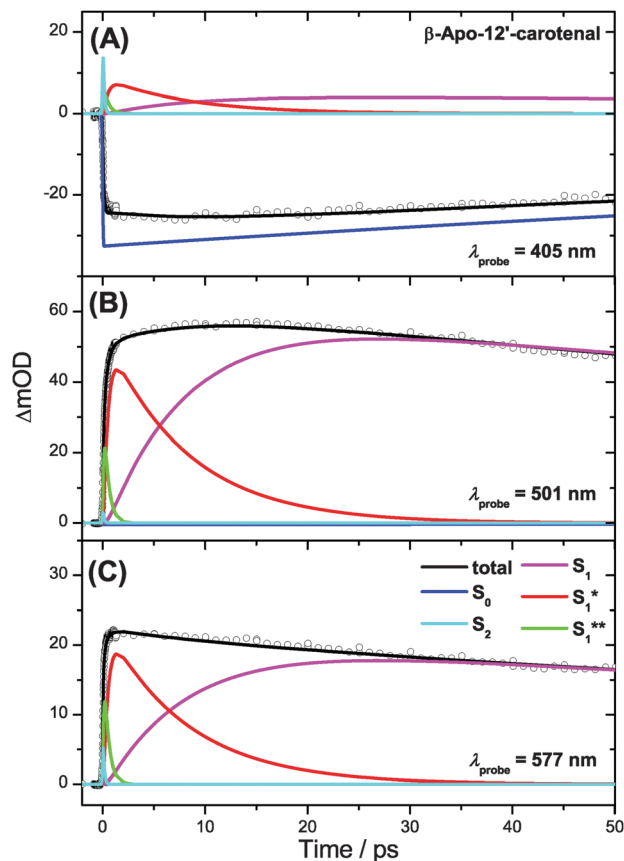 (A)
β-Apo-12'-carotenal
20
0
-20
λprobe = 405 nm
(B)
60
40
20
0
λprobe = 501 nm
ΔmOD
(C)
30
20
10
0
total
S0
S2
S1
S1*
S1**
λprobe = 577 nm
0 10 20 30 40 50
Time / ps